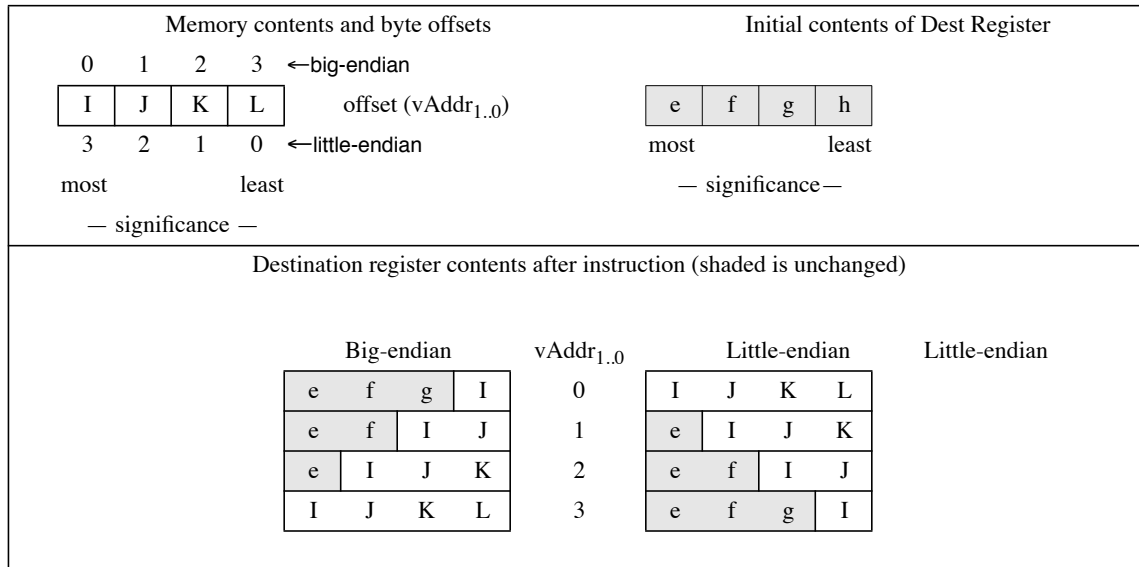 Memory contents and byte offsets Initial contents of Dest Register
0 1 2 3 ←big-endian
I J K L offset (vAddr1..0) e f g h
3 2 1 0 ←little-endian most least
most least — significance—
— significance —
Destination register contents after instruction (shaded is unchanged)
Big-endian vAddr1..0 Little-endian Little-endian
e f g I 0 I J K L
e f I J 1 e I J K
e I J K 2 e f I J
I J K L 3 e f g I